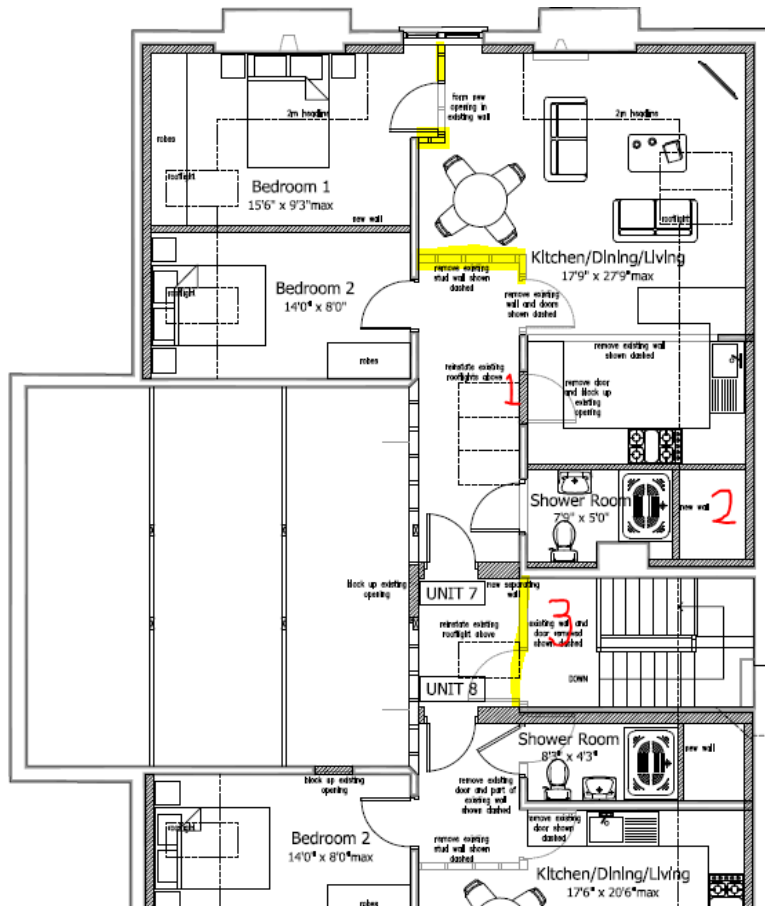 form new
opening in
existing wall
2m headline
2m headline
robes
rooflight
Bedroom 1
15'6" x 9'3"max
new wall
rooflight
Kitchen/Dining/Living
17'9" x 27'9"max
remove existing
stud wall shown
dashed
remove existing
wall and doors
shown dashed
Bedroom 2
14'0" x 8'0"
rooflight
robes
remove existing wall
shown dashed
reinstate existing
rooflights above
1
remove door
and block up
existing
opening
Shower Room
7'9" x 5'0"
new wall
2
block up existing
opening
UNIT 7
new separating
wall
3
existing wall and
door removed
shown dashed
reinstate existing
rooflight above
DOWN
UNIT 8
Shower Room
8'3" x 4'3"
new wall
block up existing
opening
remove existing
door and part of
existing wall
shown dashed
remove existing
door shown
dashed
rooflight
Bedroom 2
14'0" x 8'0"max
remove existing
stud wall shown
dashed
Kitchen/Dining/Living
17'6" x 20'6"max
robes